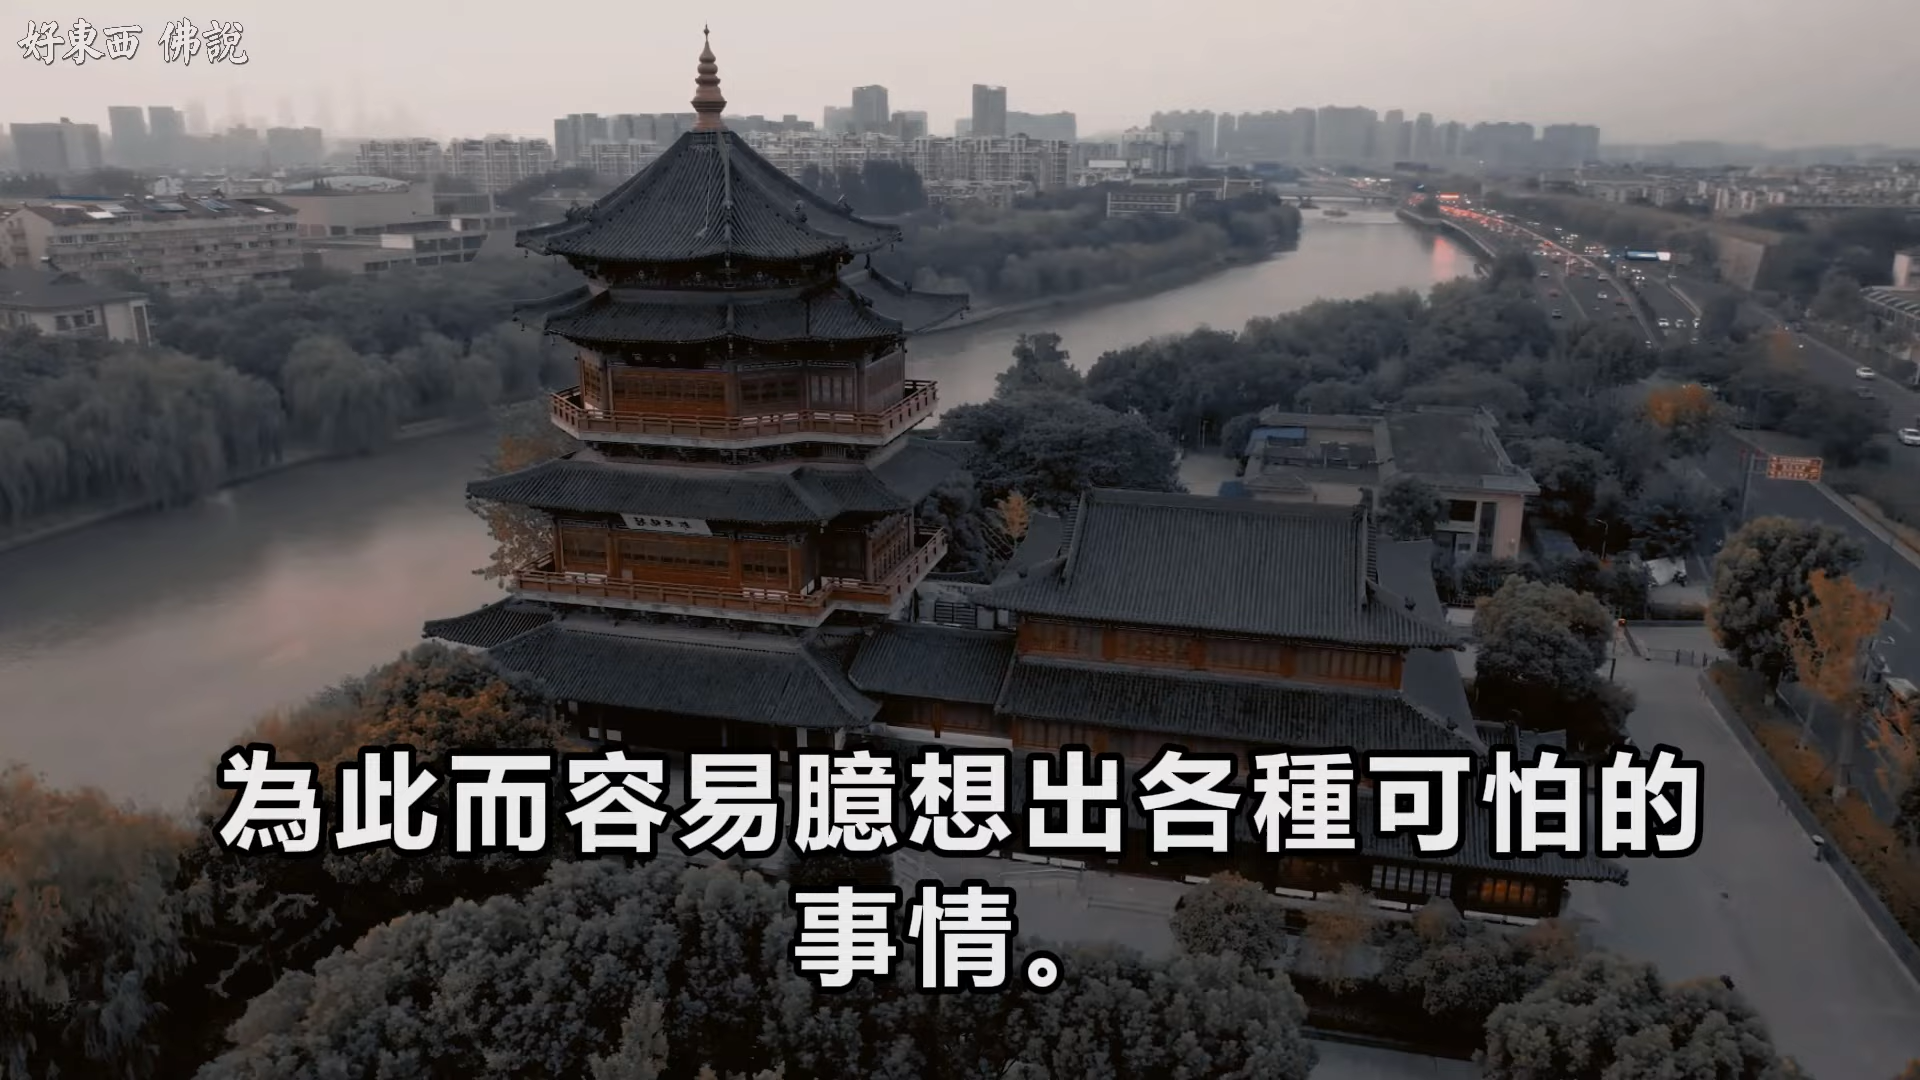 好東西 佛說
為此而容易臆想出各種可怕的
事情。